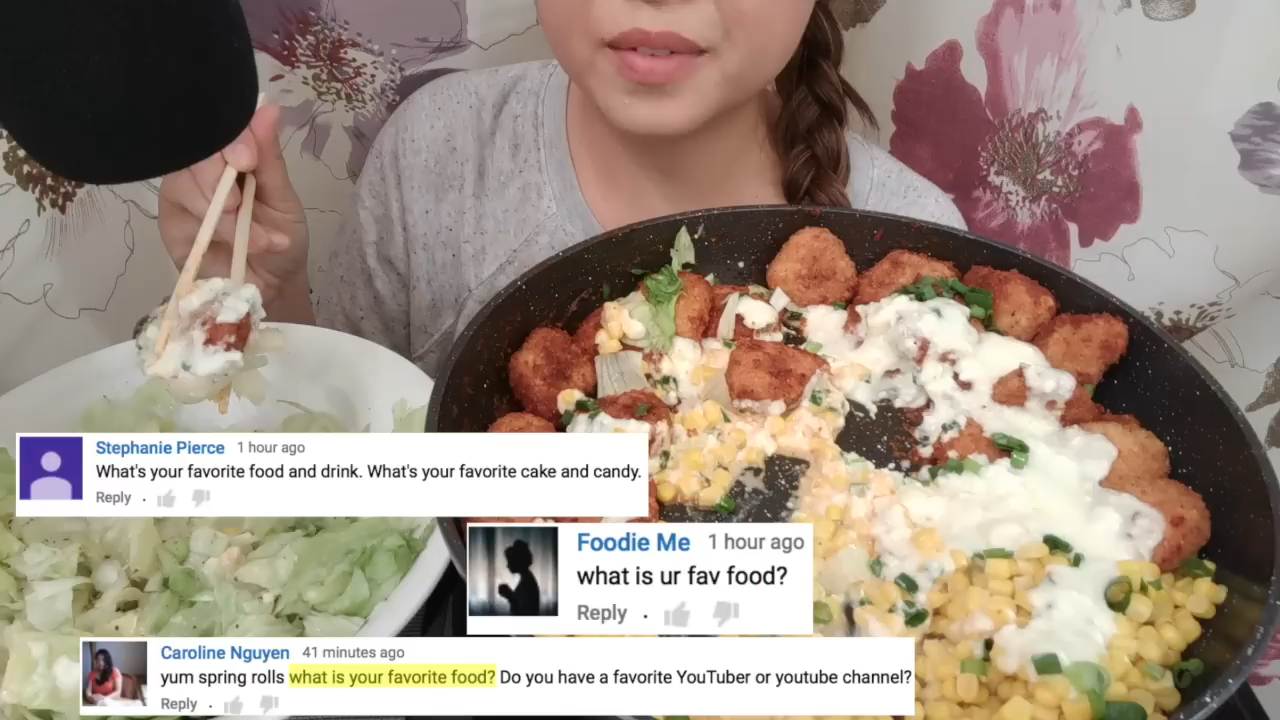 Stephanie Pierce 1 hour ago
What's your favorite food and drink. What's your favorite cake and candy.
Reply .
Foodie Me 1 hour ago
what is ur fav food?
Reply .
Caroline Nguyen 41 minutes ago
yum spring rolls what is your favorite food? Do you have a favorite YouTuber or youtube channel?
Reply .